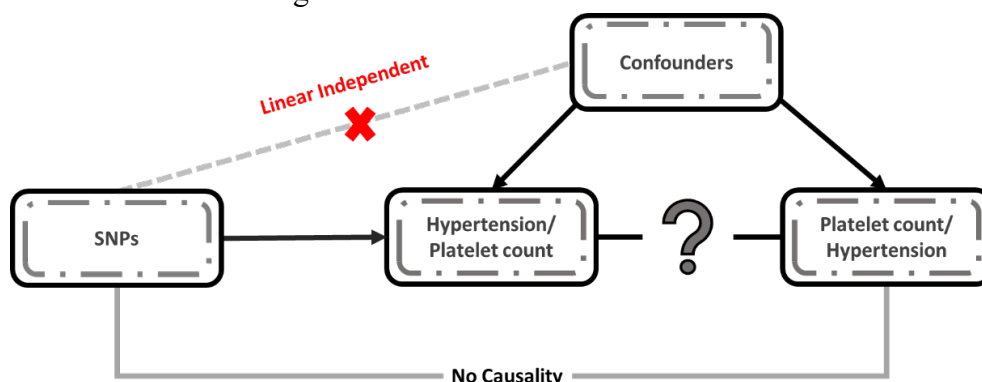 Confounders
Linear Independent
SNPs
Hypertension/
Platelet count
?
Platelet count/
Hypertension
No Causality